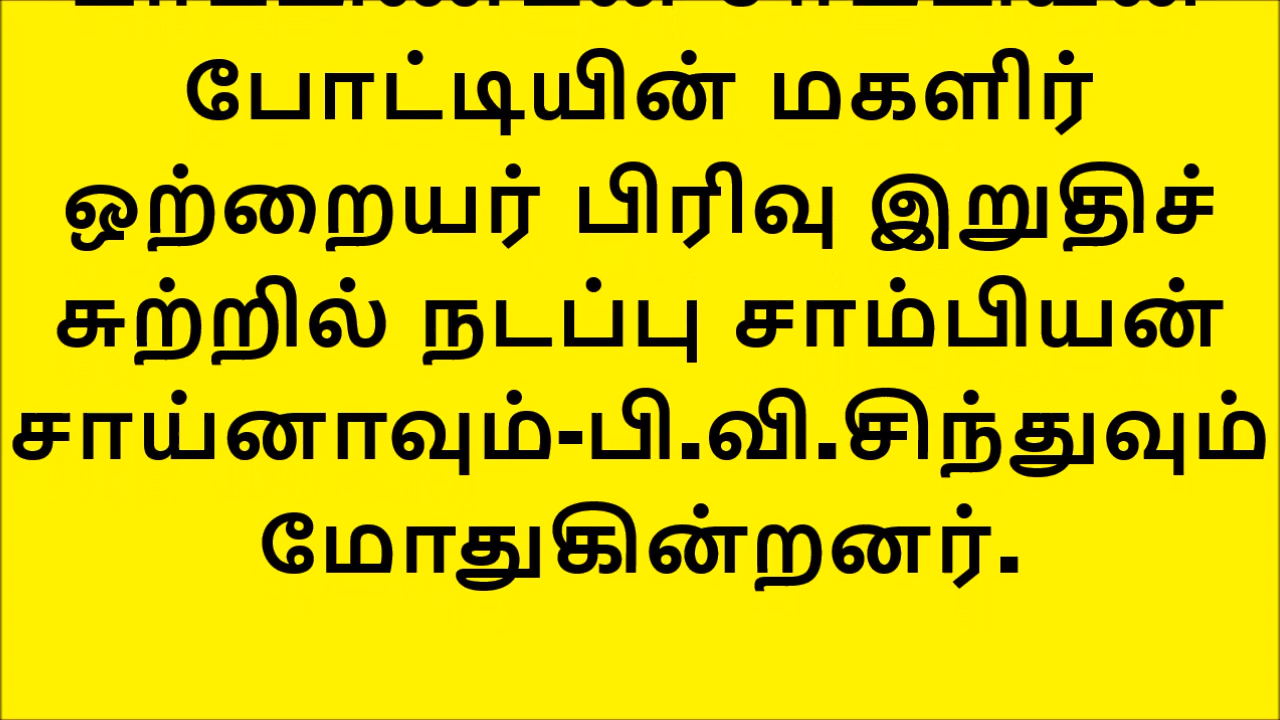 போட்டியின் மகளிர்
ஒற்றையர் பிரிவு இறுதிச்
சுற்றில் நடப்பு சாம்பியன்
சாய்னாவும்-பி.வி.சிந்துவும்
மோதுகின்றனர்.